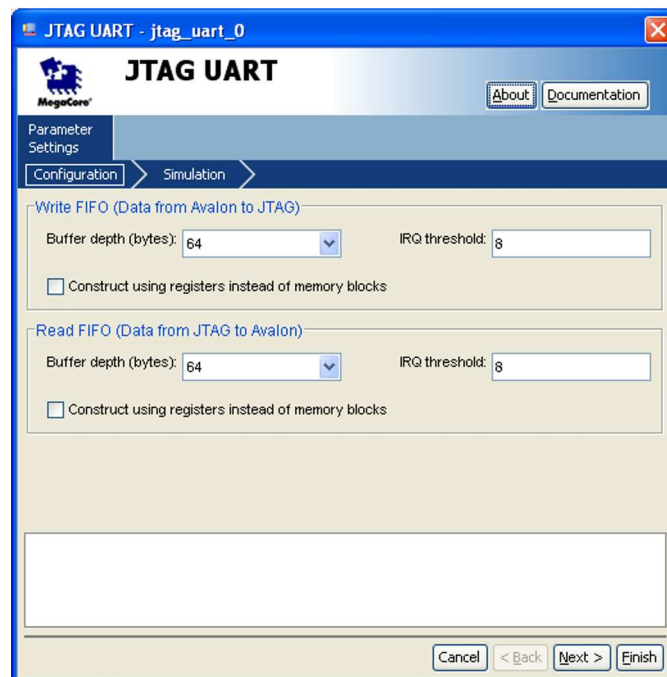 JTAG UART - jtag_uart_0
JTAG UART
MegaCore®
About Documentation
Parameter
Settings
Configuration Simulation
Write FIFO (Data from Avalon to JTAG)
Buffer depth (bytes): 64 IRQ threshold: 8
Construct using registers instead of memory blocks
Read FIFO (Data from JTAG to Avalon)
Buffer depth (bytes): 64 IRQ threshold: 8
Construct using registers instead of memory blocks
Cancel < Back Next > Finish